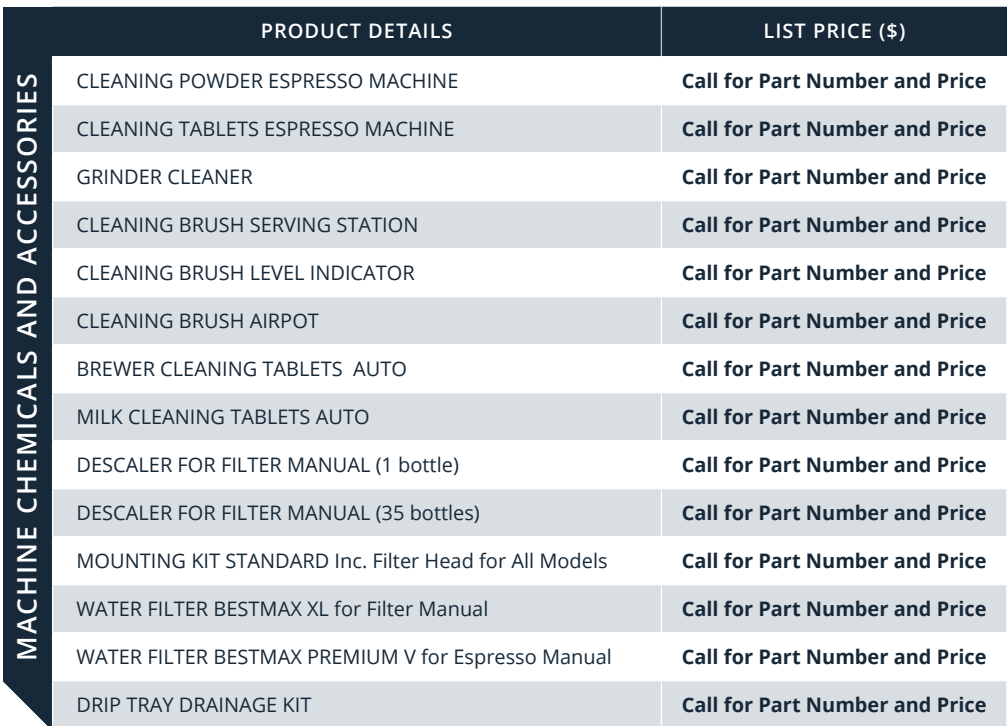 PRODUCT DETAILS LIST PRICE ($)
MACHINE CHEMICALS AND ACCESSORIES
CLEANING POWDER ESPRESSO MACHINE Call for Part Number and Price
CLEANING TABLETS ESPRESSO MACHINE Call for Part Number and Price
GRINDER CLEANER Call for Part Number and Price
CLEANING BRUSH SERVING STATION Call for Part Number and Price
CLEANING BRUSH LEVEL INDICATOR Call for Part Number and Price
CLEANING BRUSH AIRPOT Call for Part Number and Price
BREWER CLEANING TABLETS  AUTO Call for Part Number and Price
MILK CLEANING TABLETS AUTO Call for Part Number and Price
DESCALER FOR FILTER MANUAL (1 bottle) Call for Part Number and Price
DESCALER FOR FILTER MANUAL (35 bottles) Call for Part Number and Price
MOUNTING KIT STANDARD Inc. Filter Head for All Models Call for Part Number and Price
WATER FILTER BESTMAX XL for Filter Manual Call for Part Number and Price
WATER FILTER BESTMAX PREMIUM V for Espresso Manual Call for Part Number and Price
DRIP TRAY DRAINAGE KIT Call for Part Number and Price